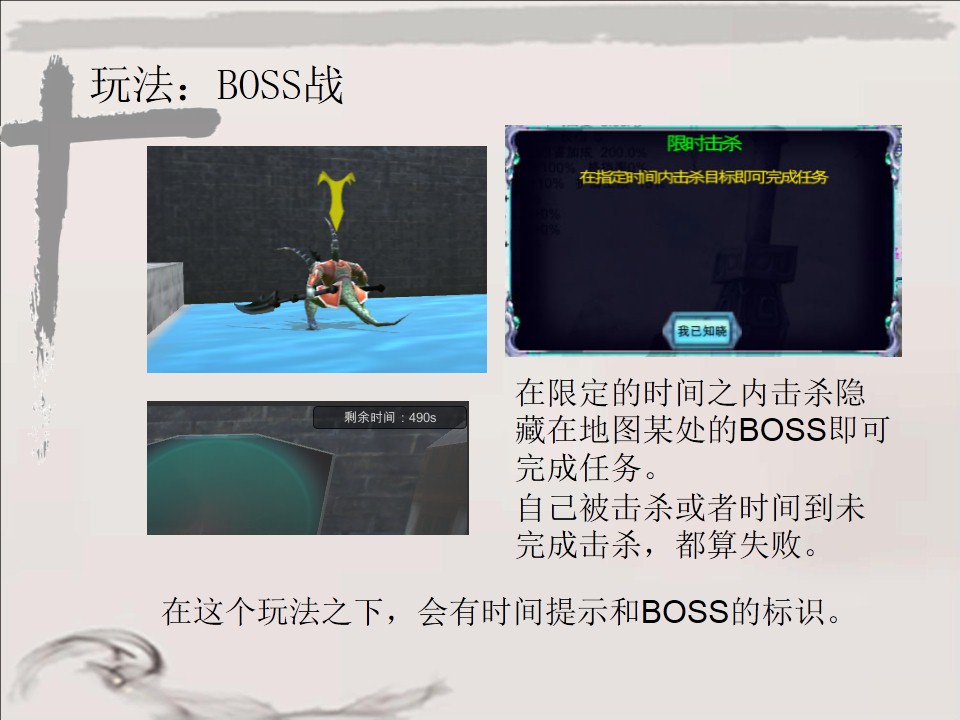 玩法：BOSS战
限时击杀
在指定时间内击杀目标即可完成任务
我已知晓
剩余时间：490s
在限定的时间之内击杀隐
藏在地图某处的BOSS即可
完成任务。
自己被击杀或者时间到未
完成击杀，都算失败。
在这个玩法之下，会有时间提示和BOSS的标识。